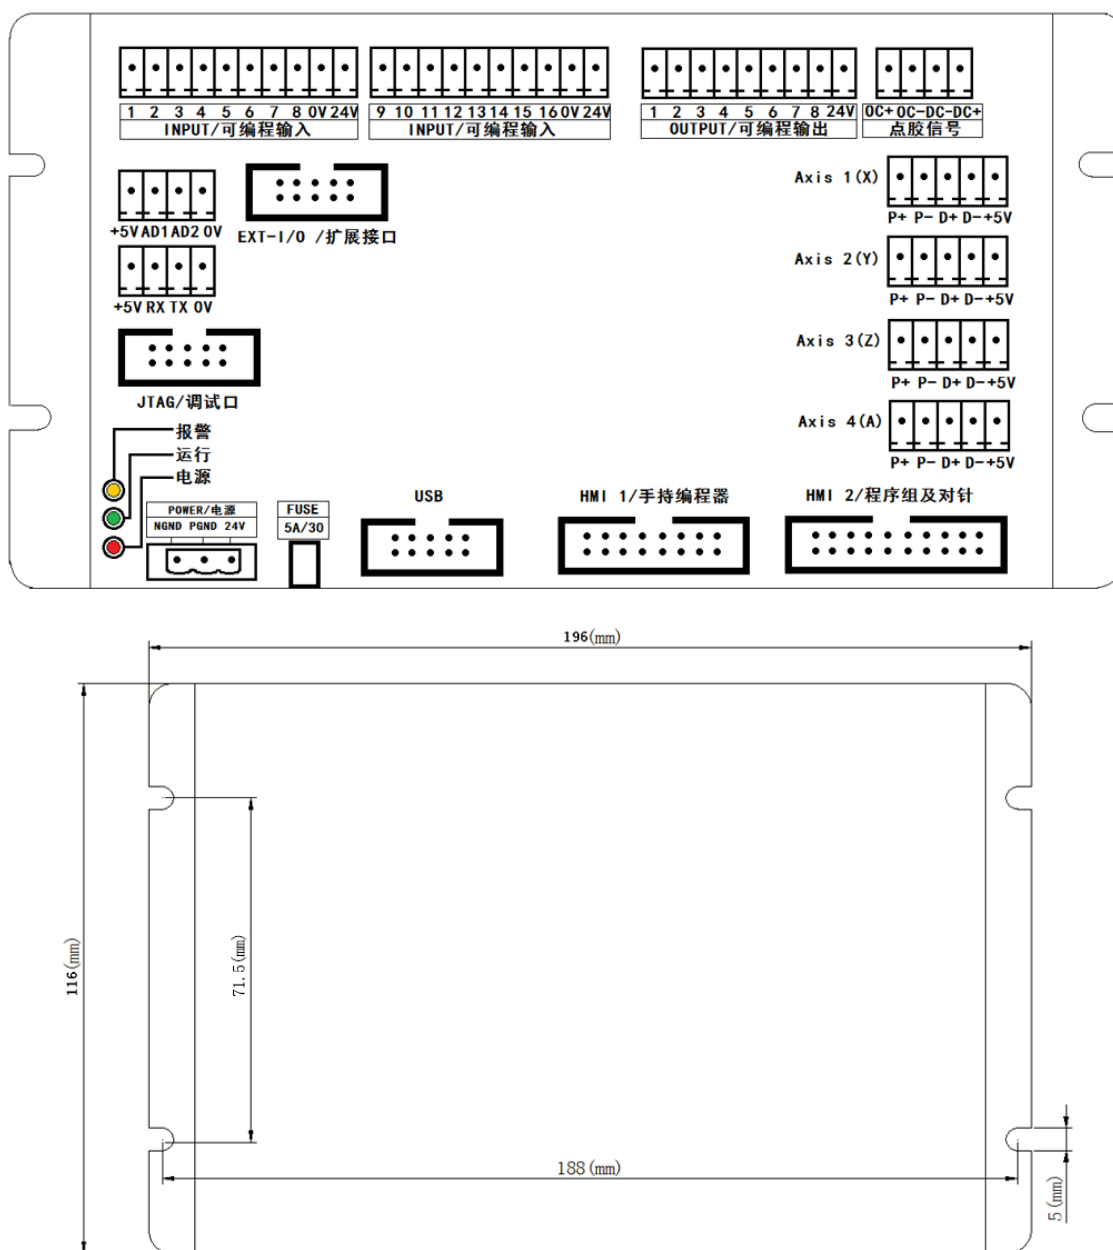 1 2 3 4 5 6 7 8 0V 24V
INPUT/可编程输入
9 10 11 12 13 14 15 16 0V 24V
INPUT/可编程输入
1 2 3 4 5 6 7 8 24V
OUTPUT/可编程输出
OC+ OC- DC- DC+
点胶信号
+5V AD1 AD2 0V
EXT-I/O /扩展接口
Axis 1(X)
P+ P- D+ D- +5V
+5V RX TX 0V
Axis 2(Y)
P+ P- D+ D- +5V
JTAG/调试口
Axis 3(Z)
P+ P- D+ D- +5V
Axis 4(A)
P+ P- D+ D- +5V
报警
运行
电源
POWER/电源
NGND PGND 24V
FUSE
5A/30
USB
HMI 1/手持编程器
HMI 2/程序组及对针
196(mm)
116(mm)
71.5(mm)
188(mm)
5(mm)